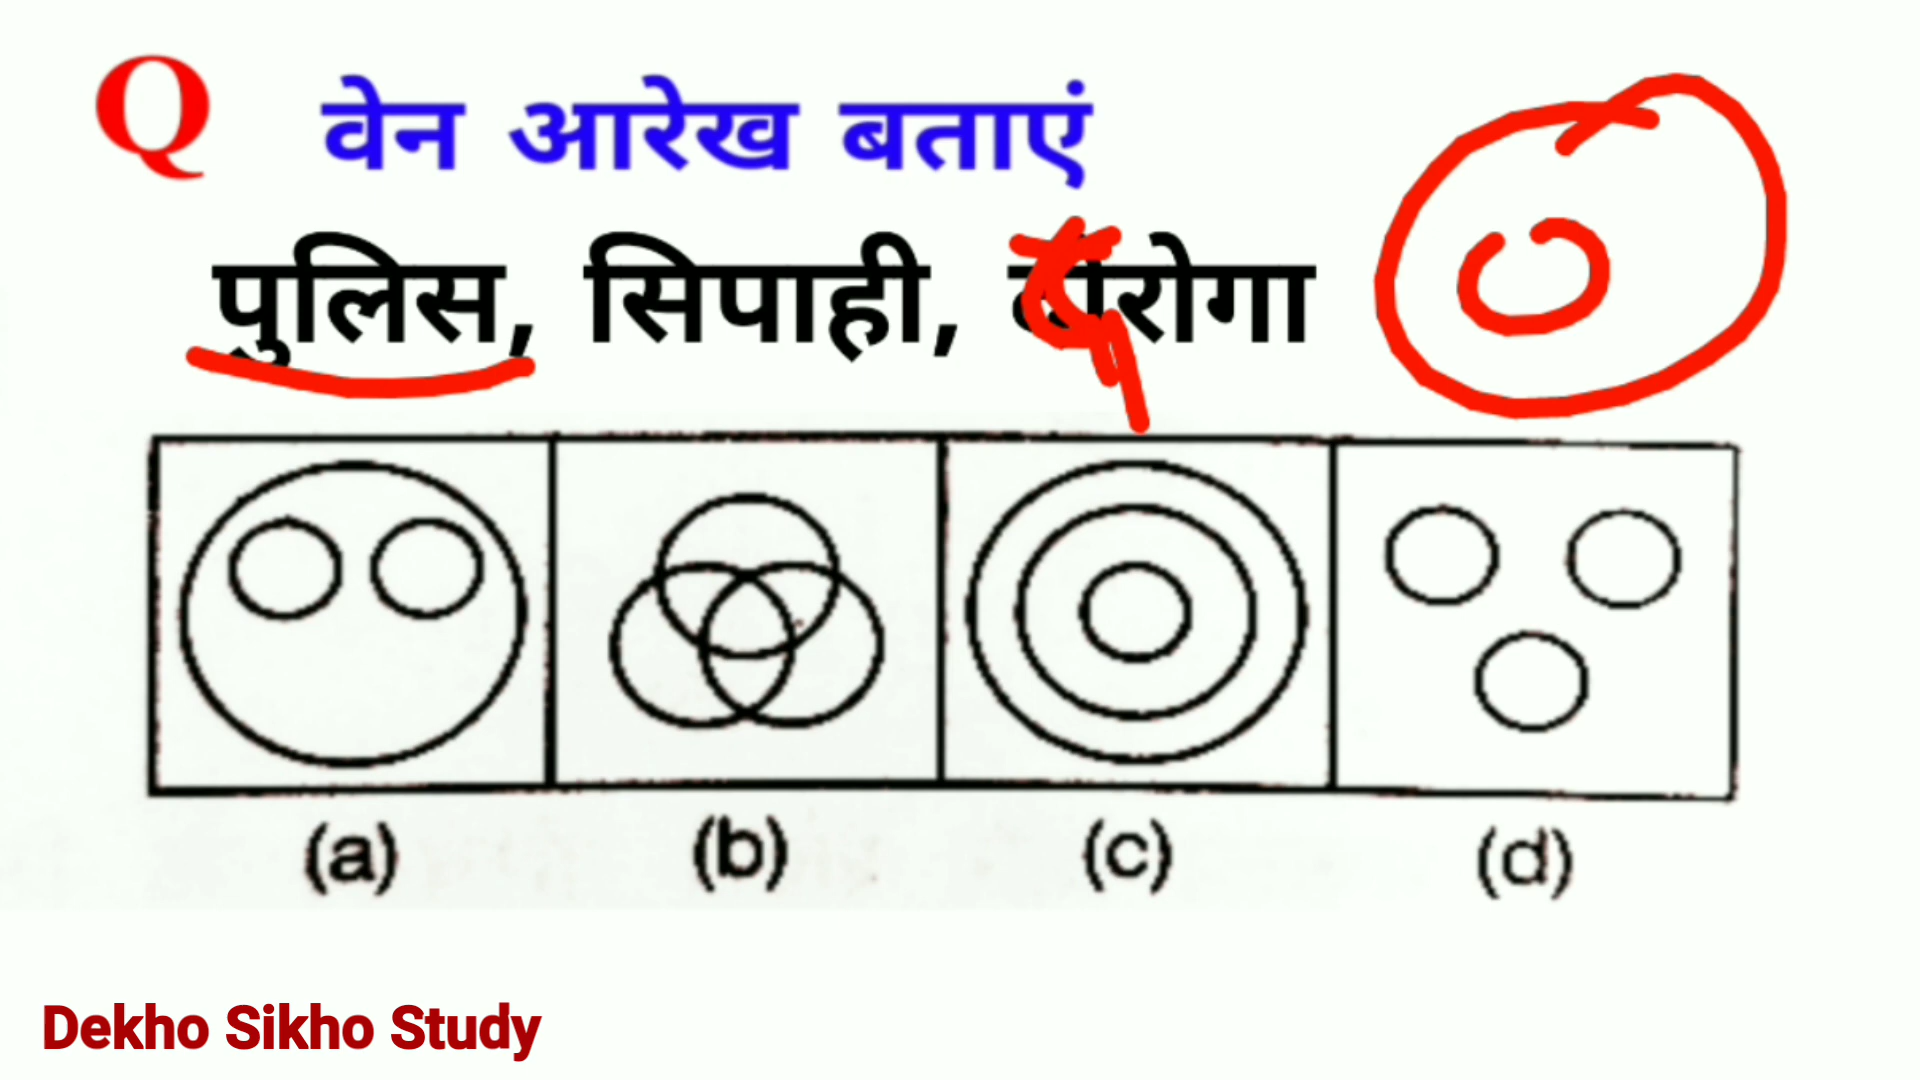 Q वेन आरेख बताएं
पुलिस, सिपाही, दारोगा
(a) (b) (c) (d)
Dekho Sikho Study